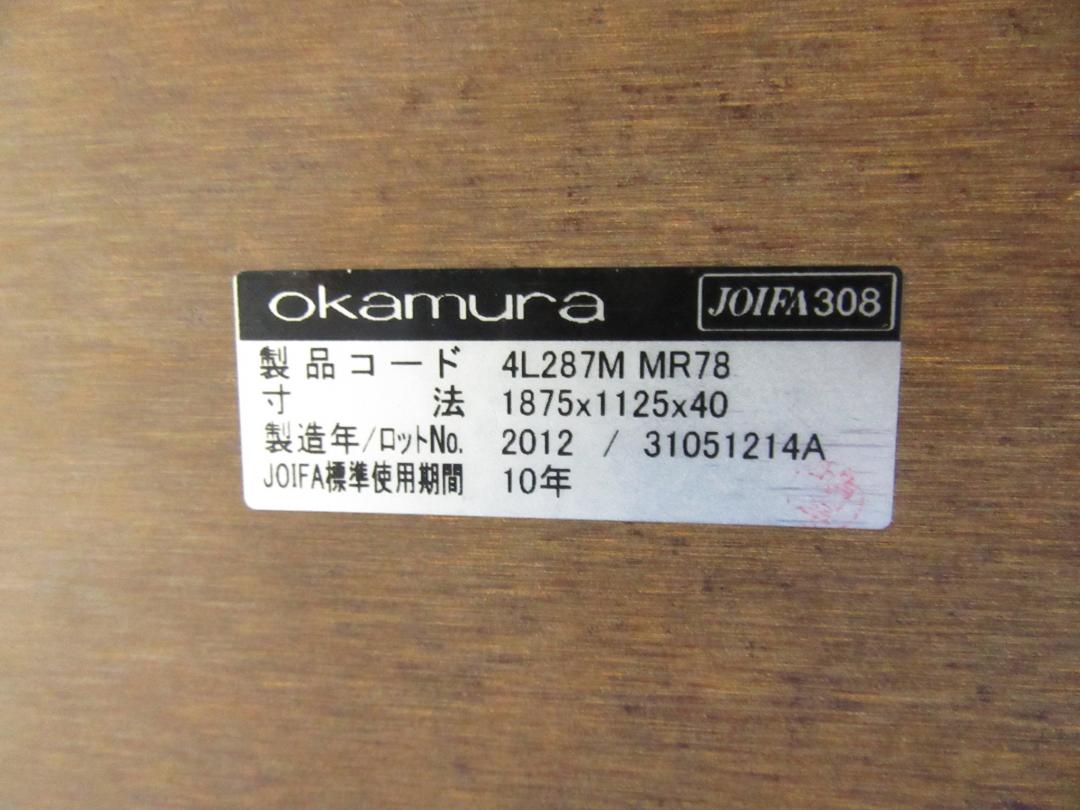 okamura JOIFA308
製品コード 4L287M MR78
寸法 1875x1125x40
製造年/ロットNo. 2012 / 31051214A
JOIFA標準使用期間 10年